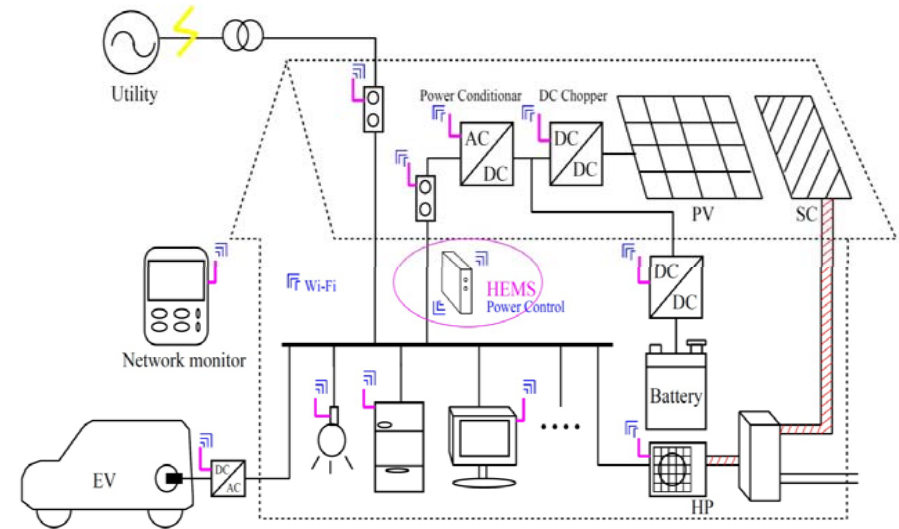 Utility
Power Conditionar
DC Chopper
AC
DC
DC
DC
PV
SC
DC
DC
Wi-Fi
HEMS
Power Control
Network monitor
Battery
EV
DC
AC
HP